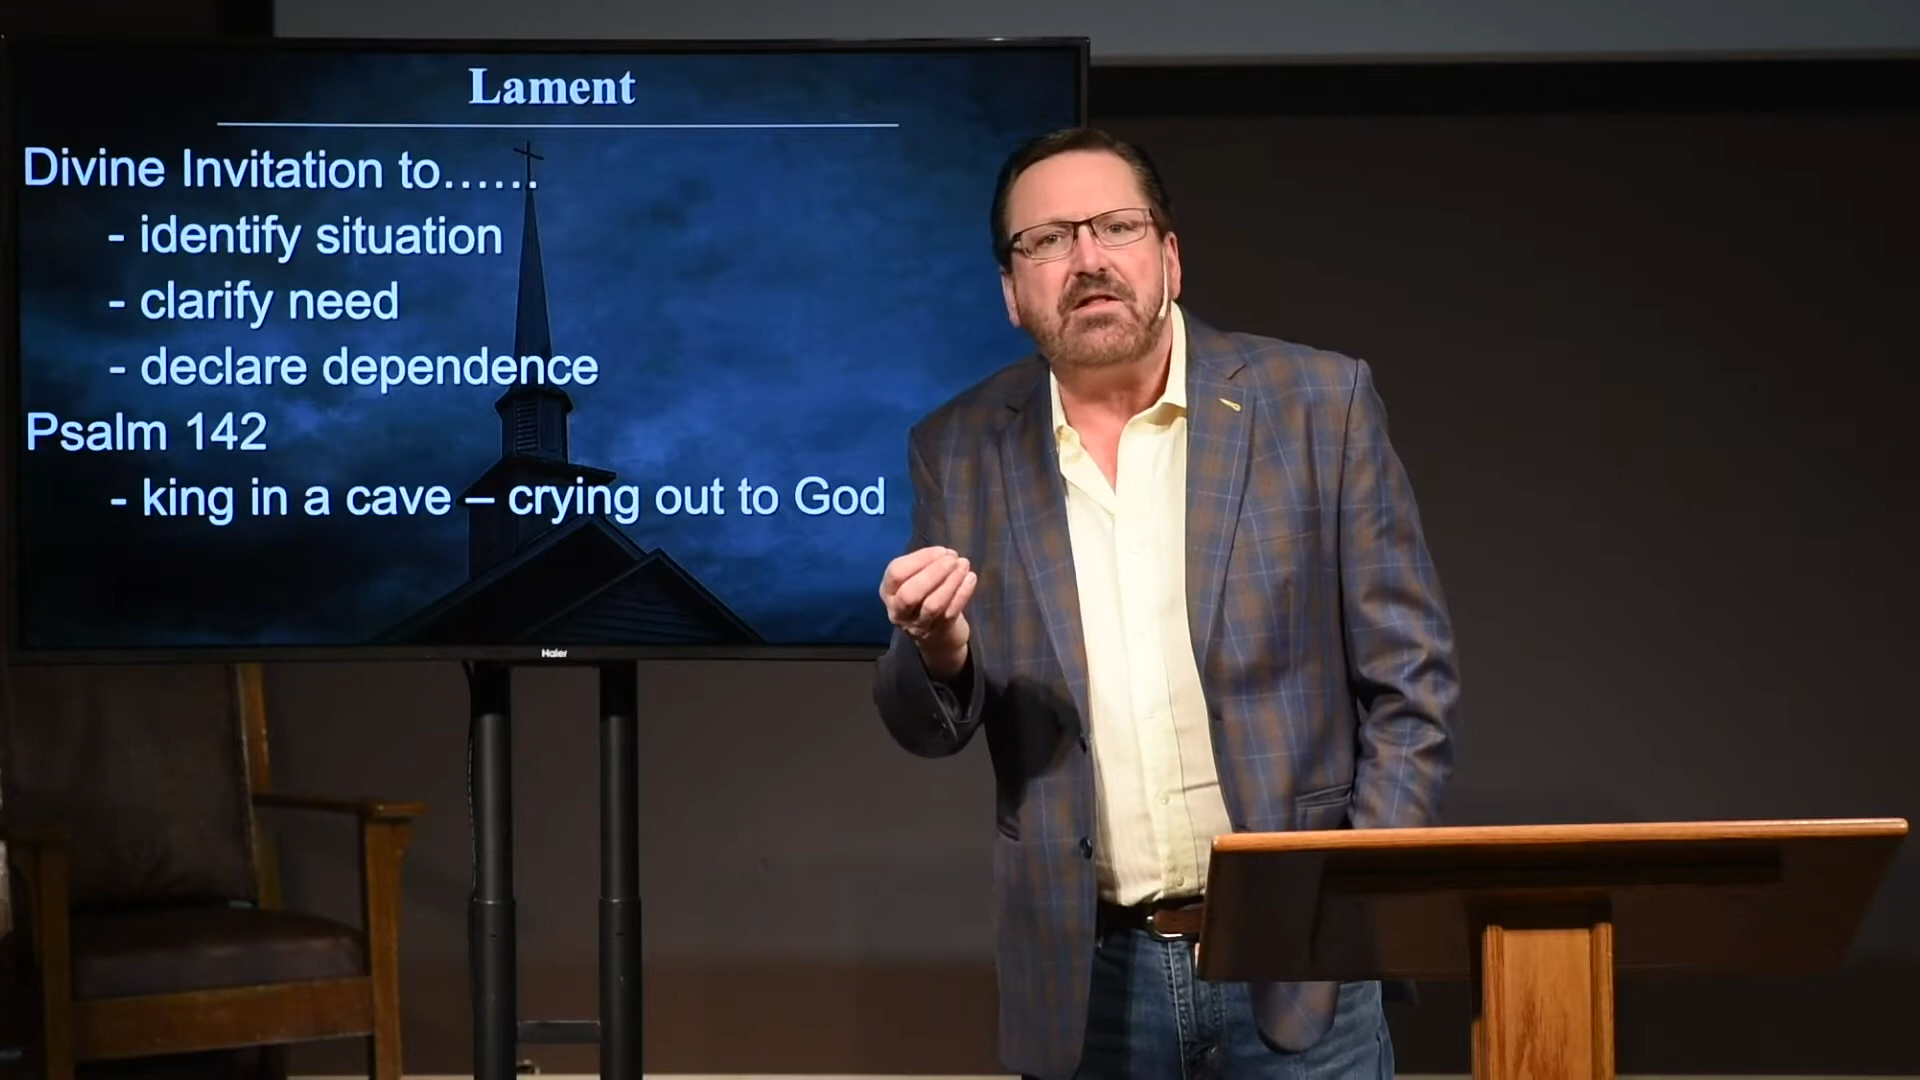 Lament
Divine Invitation to......
- identify situation
- clarify need
- declare dependence
Psalm 142
- king in a cave – crying out to God
Haier